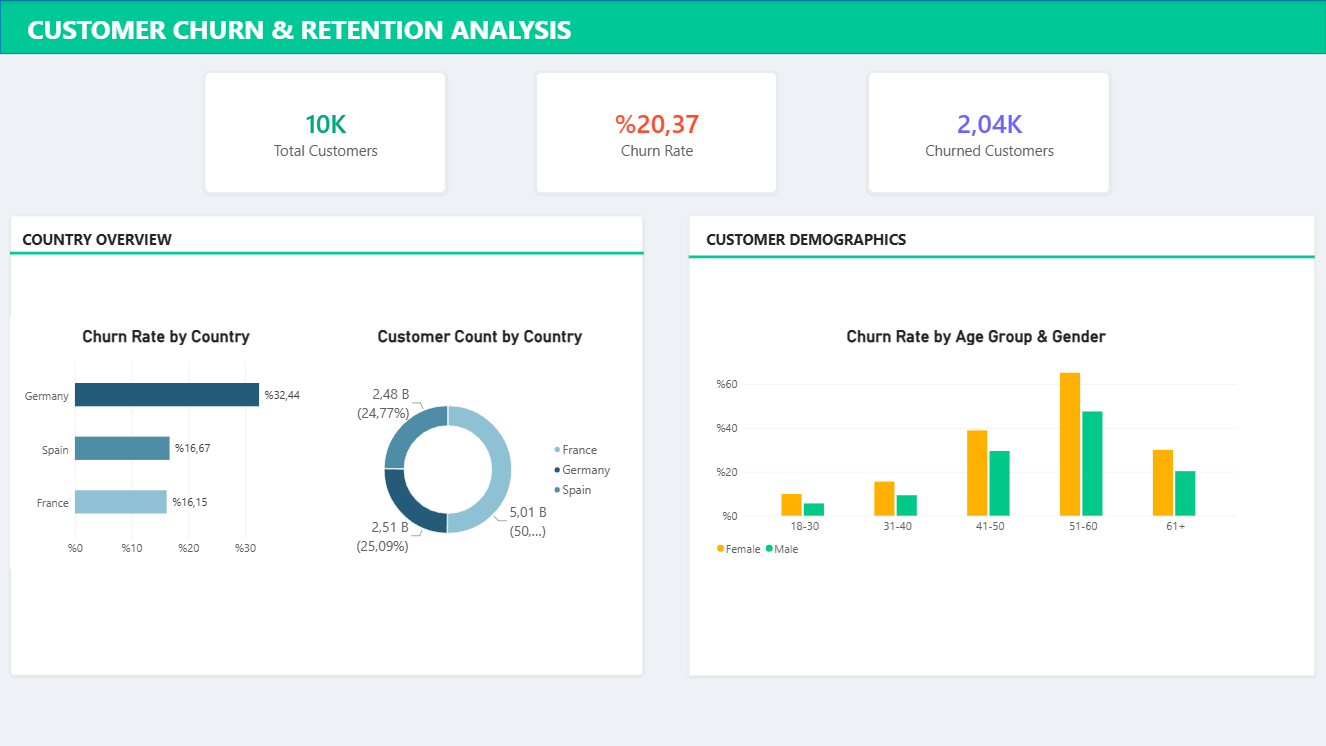 CUSTOMER CHURN & RETENTION ANALYSIS
10K
Total Customers
%20,37
Churn Rate
2,04K
Churned Customers
COUNTRY OVERVIEW
Churn Rate by Country
Germany
%32,44
Spain
%16,67
France
%16,15
%0 %10 %20 %30
Customer Count by Country
2,48 B
(24,77%)
2,51 B
(25,09%)
5,01 B
(50,...)
France
Germany
Spain
CUSTOMER DEMOGRAPHICS
Churn Rate by Age Group & Gender
%60
%40
%20
%0
18-30 31-40 41-50 51-60 61+
Female Male